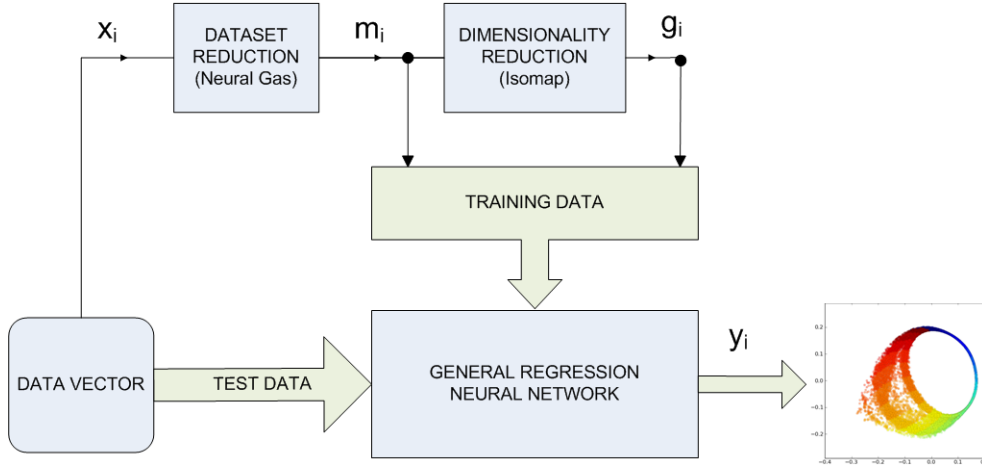 xi
DATASET
REDUCTION
(Neural Gas)
mi
DIMENSIONALITY
REDUCTION
(Isomap)
gi
TRAINING DATA
DATA VECTOR
TEST DATA
GENERAL REGRESSION
NEURAL NETWORK
yi
0.2
0.1
0.0
−0.1
−0.2
−0.4
−0.3
−0.2
−0.1
0.0
0.1